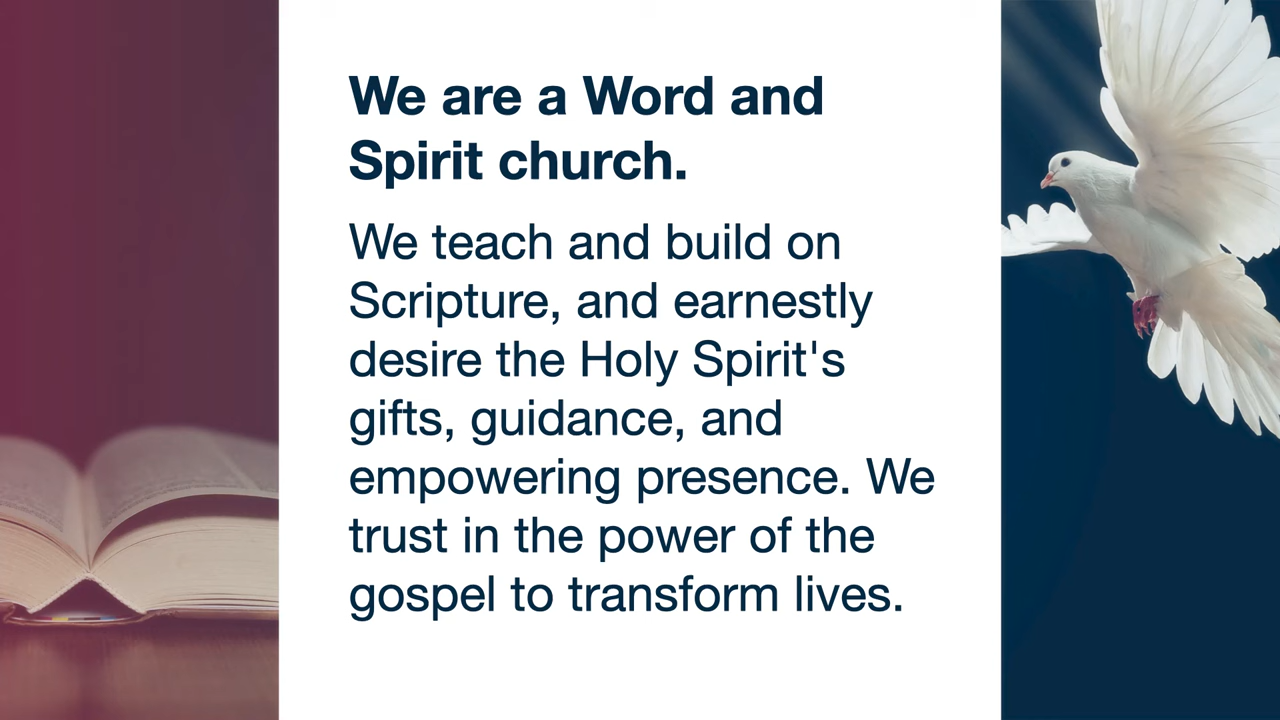 We are a Word and
Spirit church.
We teach and build on
Scripture, and earnestly
desire the Holy Spirit's
gifts, guidance, and
empowering presence. We
trust in the power of the
gospel to transform lives.